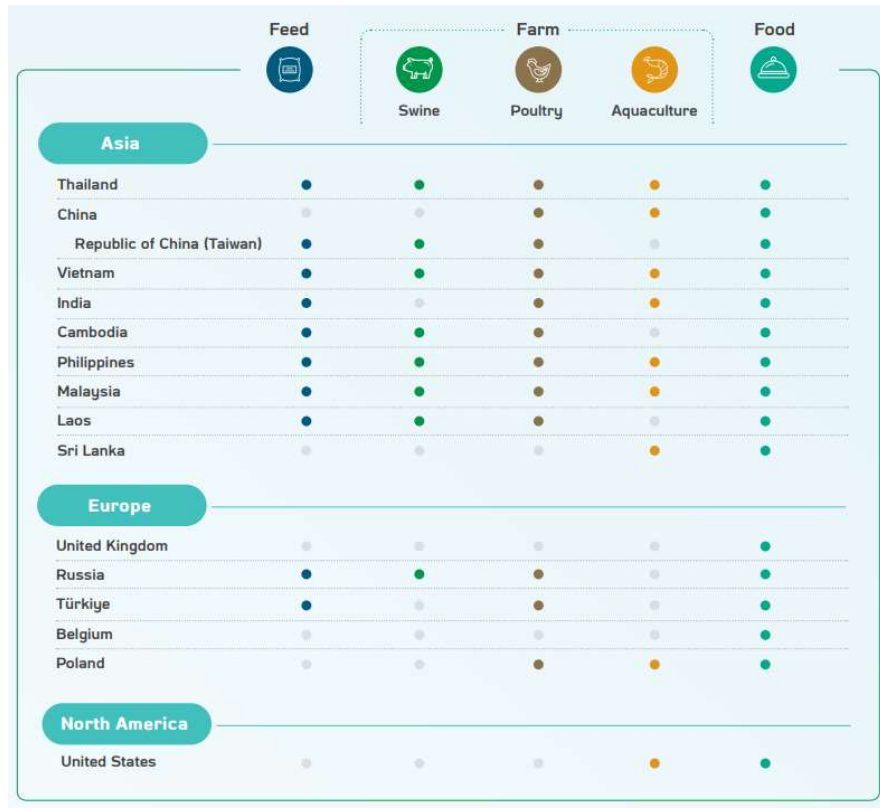 Feed Farm Food
Swine Poultry Aquaculture
Asia
Thailand
China
Republic of China (Taiwan)
Vietnam
India
Cambodia
Philippines
Malaysia
Laos
Sri Lanka
Europe
United Kingdom
Russia
Türkiye
Belgium
Poland
North America
United States